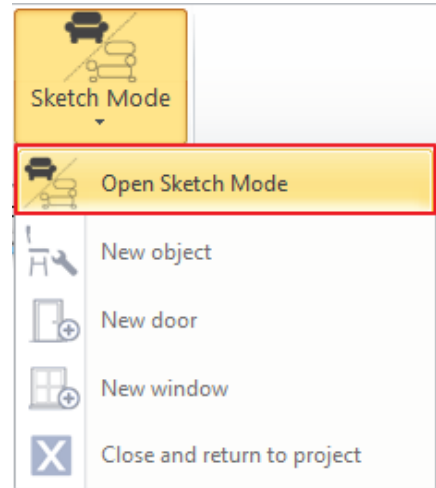 Sketch Mode
Open Sketch Mode
New object
New door
New window
Close and return to project